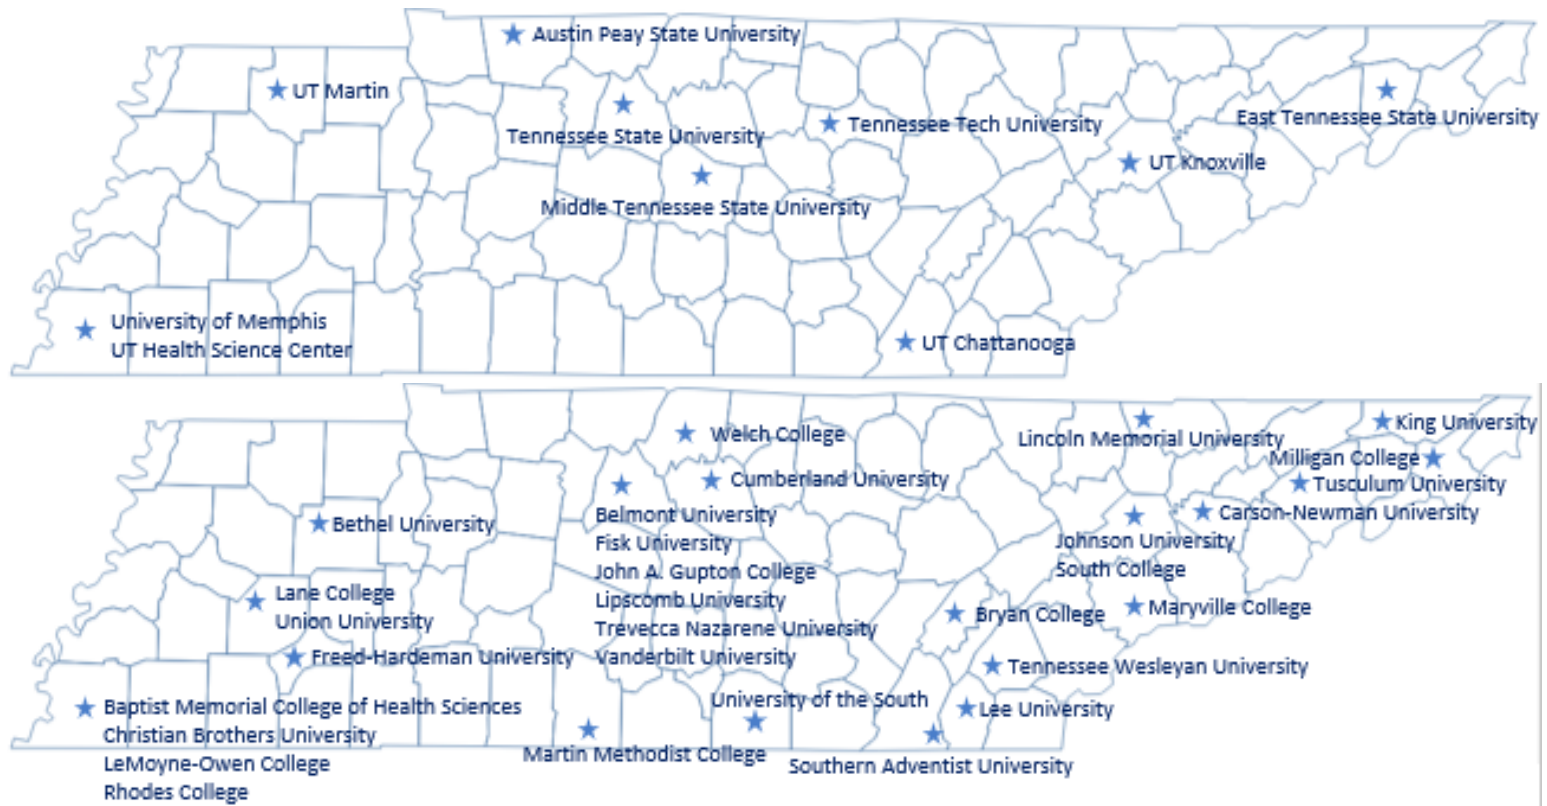 Austin Peay State University
UT Martin
East Tennessee State University
Tennessee State University
Tennessee Tech University
UT Knoxville
Middle Tennessee State University
University of Memphis
UT Health Science Center
UT Chattanooga
King University
Welch College
Lincoln Memorial University
Milligan College
Cumberland University
Tusculum University
Bethel University
Belmont University
Fisk University
John A. Gupton College
Lipscomb University
Trevecca Nazarene University
Vanderbilt University
Carson-Newman University
Johnson University
South College
Lane College
Union University
Bryan College
Maryville College
Freed-Hardeman University
Tennessee Wesleyan University
University of the South
Lee University
Baptist Memorial College of Health Sciences
Christian Brothers University
LeMoyne-Owen College
Rhodes College
Martin Methodist College
Southern Adventist University